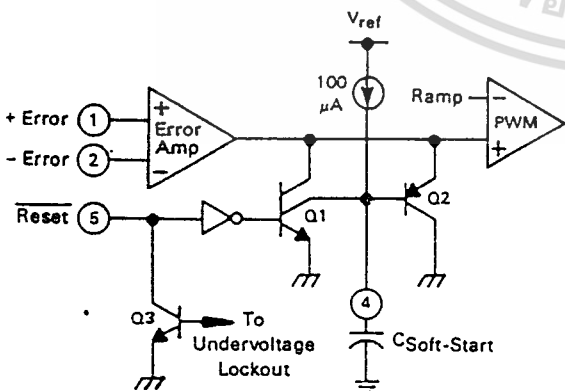 Vref
100
μA
Ramp
−
PWM
+
+ Error 1
+
Error
Amp
− Error 2
−
Reset 5
Q1
Q2
4
CSoft-Start
Q3
To
Undervoltage
Lockout